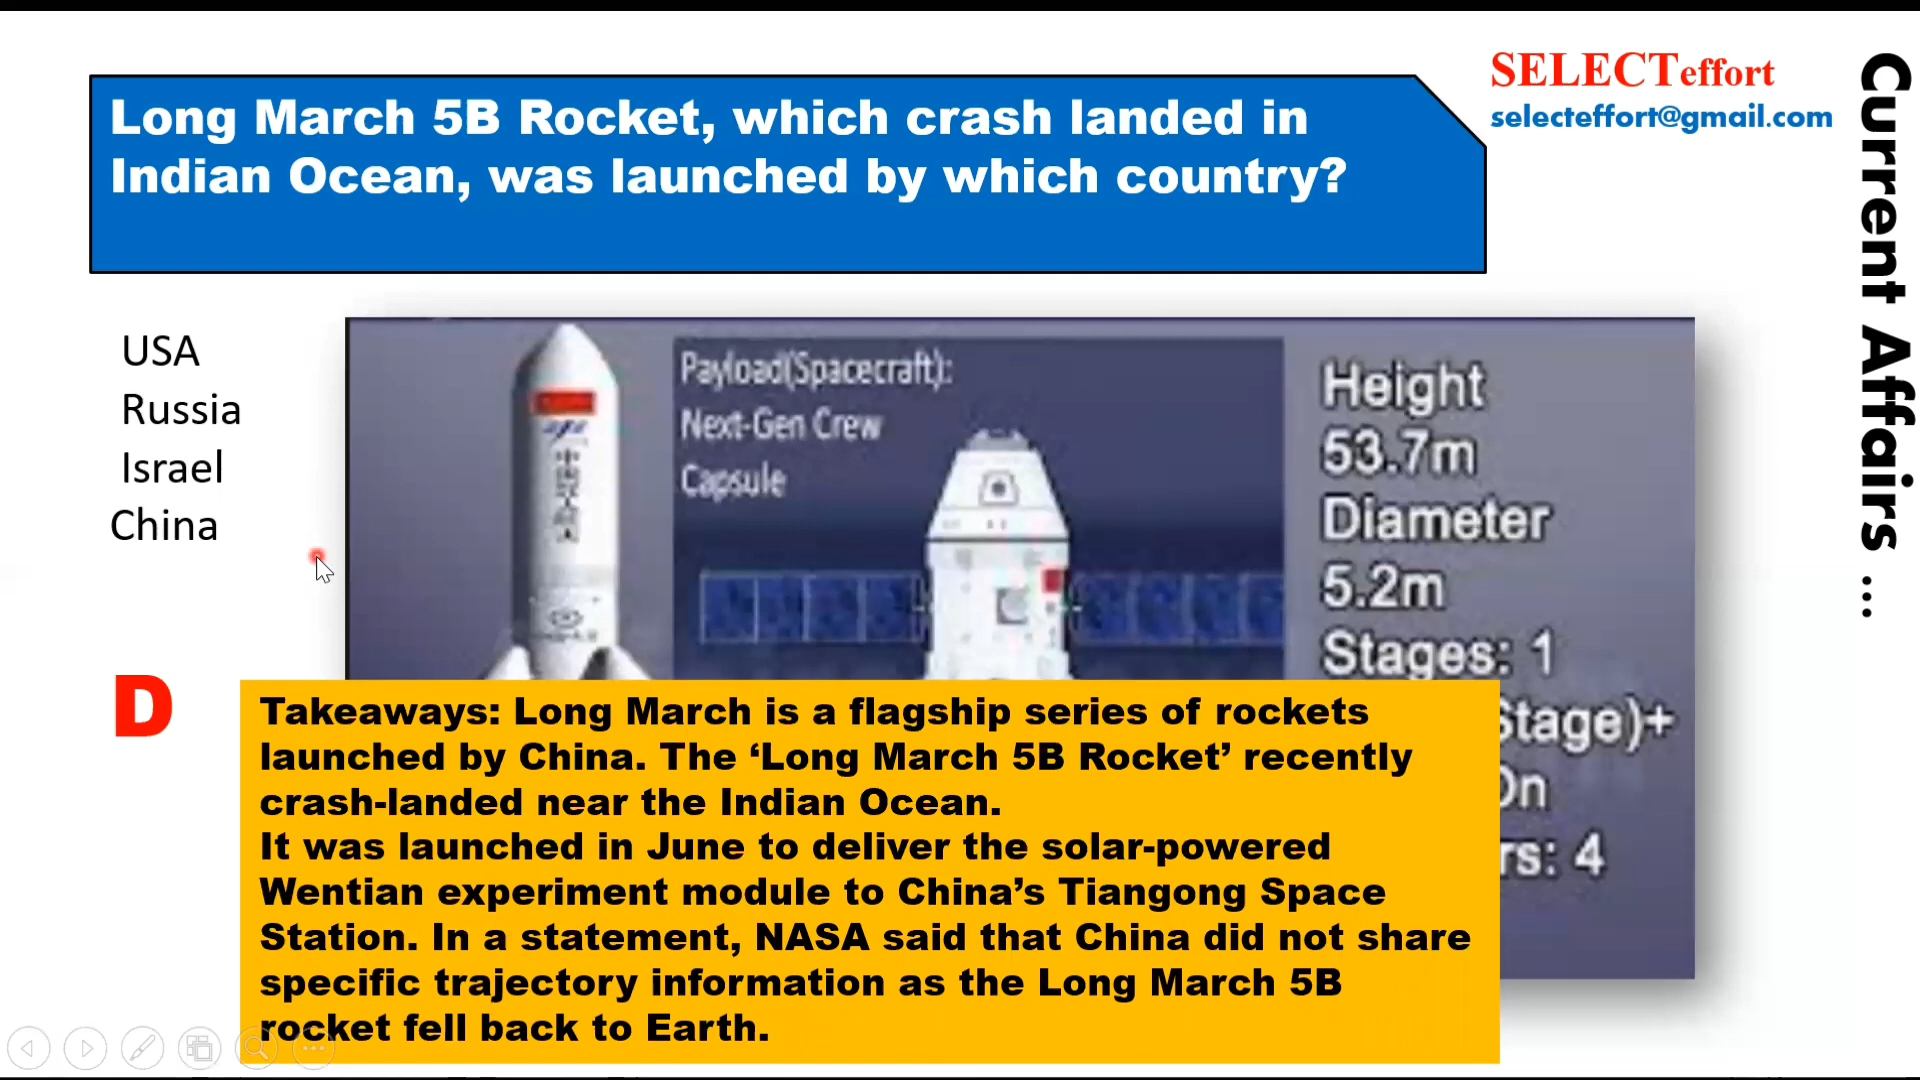 SELECTeffort
selecteffort@gmail.com
Current Affairs ...
Long March 5B Rocket, which crash landed in
Indian Ocean, was launched by which country?
USA
Russia
Israel
China
Payload(Spacecraft):
Next-Gen Crew
Capsule
Height
53.7m
Diameter
5.2m
Stages: 1
Stage)+
On
rs: 4
D
Takeaways: Long March is a flagship series of rockets
launched by China. The ‘Long March 5B Rocket’ recently
crash-landed near the Indian Ocean.
It was launched in June to deliver the solar-powered
Wentian experiment module to China’s Tiangong Space
Station. In a statement, NASA said that China did not share
specific trajectory information as the Long March 5B
rocket fell back to Earth.